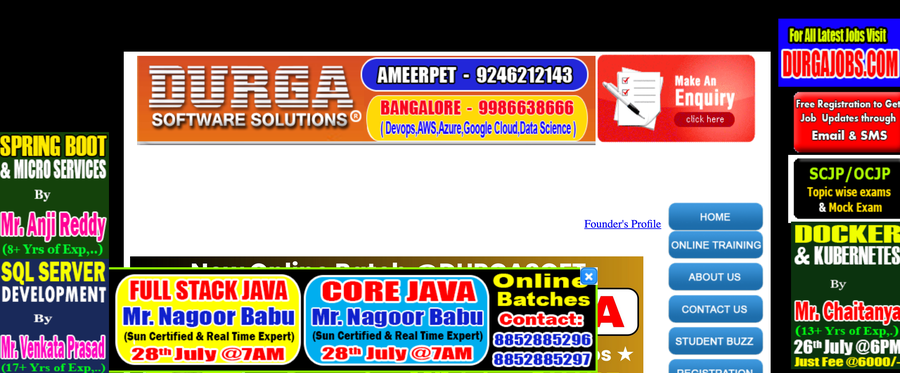 For All Latest Jobs Visit
DURGAJOBS.COM
DURGA
SOFTWARE SOLUTIONS®
AMEERPET - 9246212143
BANGALORE - 9986638666
( Devops,AWS,Azure,Google Cloud,Data Science )
Make An
Enquiry
click here
Free Registration to Get
Job Updates through
Email & SMS
SPRING BOOT
& MICRO SERVICES
By
Mr. Anji Reddy
(8+ Yrs of Exp,..)
SCJP/OCJP
Topic wise exams
& Mock Exam
Founder's Profile
HOME
ONLINE TRAINING
ABOUT US
CONTACT US
STUDENT BUZZ
REGISTRATION
SQL SERVER
DEVELOPMENT
By
Mr. Venkata Prasad
(17+ Yrs of Exp,..)
New Online Batch @DURGASOFT
FULL STACK JAVA
Mr. Nagoor Babu
(Sun Certified & Real Time Expert)
28th July @7AM
CORE JAVA
Mr. Nagoor Babu
(Sun Certified & Real Time Expert)
28th July @7AM
Online
Batches
Contact:
8852885296
8852885297
DOCKER
& KUBERNETES
By
Mr. Chaitanya
(13+ Yrs of Exp,..)
26th July @6PM
Just Fee @6000/-